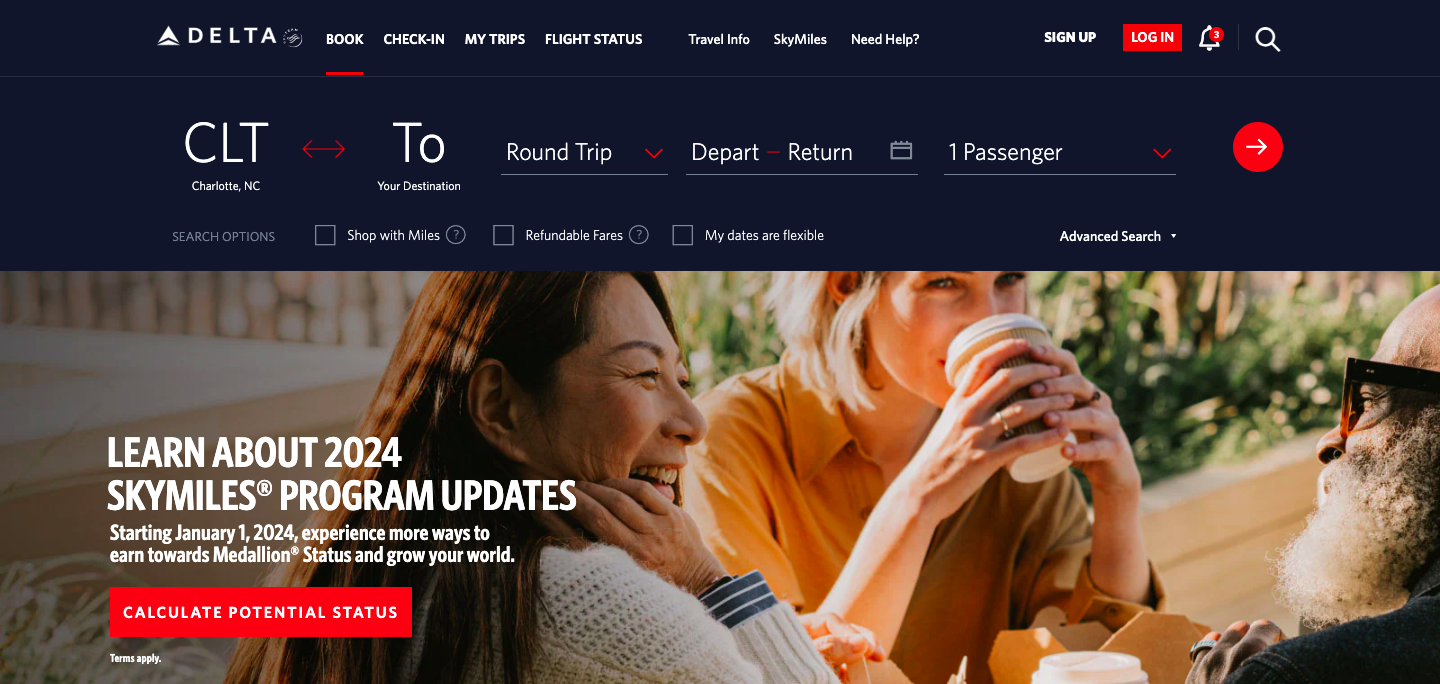 DELTA
BOOK
CHECK-IN
MY TRIPS
FLIGHT STATUS
Travel Info
SkyMiles
Need Help?
SIGN UP
LOG IN
3
CLT
Charlotte, NC
To
Your Destination
Round Trip
Depart — Return
1 Passenger
SEARCH OPTIONS
Shop with Miles ?
Refundable Fares ?
My dates are flexible
Advanced Search
LEARN ABOUT 2024
SKYMILES® PROGRAM UPDATES
Starting January 1, 2024, experience more ways to
earn towards Medallion® Status and grow your world.
CALCULATE POTENTIAL STATUS
Terms apply.